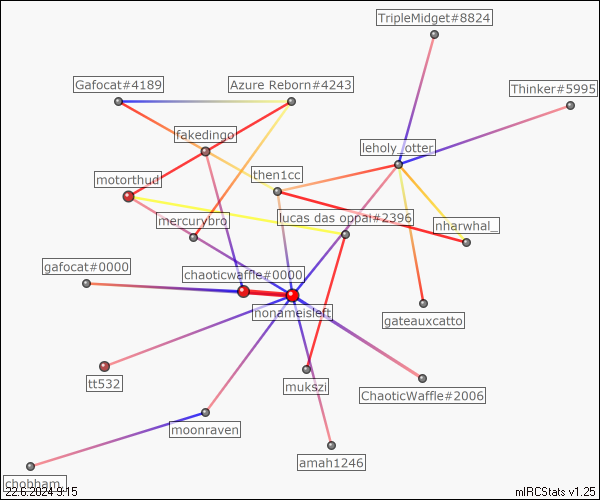 TripleMidget#8824
Gafocat#4189
Azure Reborn#4243
Thinker#5995
fakedingo
leholy_otter
then1cc
motorthud
lucas das oppai#2396
mercurybro
nharwhal_
gafocat#0000
chaoticwaffle#0000
nonameisleft
gateauxcatto
tt532
mukszi
ChaoticWaffle#2006
moonraven
amah1246
chobham_
22.6.2024 9:15
mIRCStats v1.25